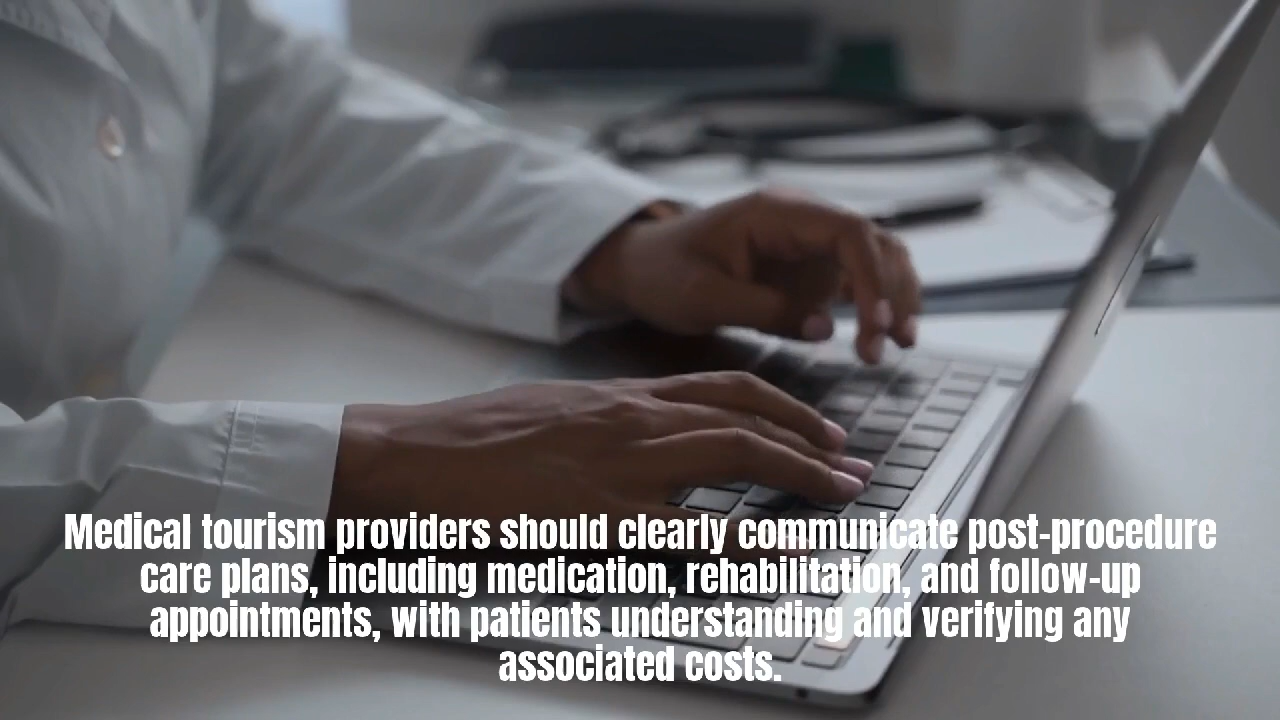 Medical tourism providers should clearly communicate post-procedure
care plans, including medication, rehabilitation, and follow-up
appointments, with patients understanding and verifying any
associated costs.